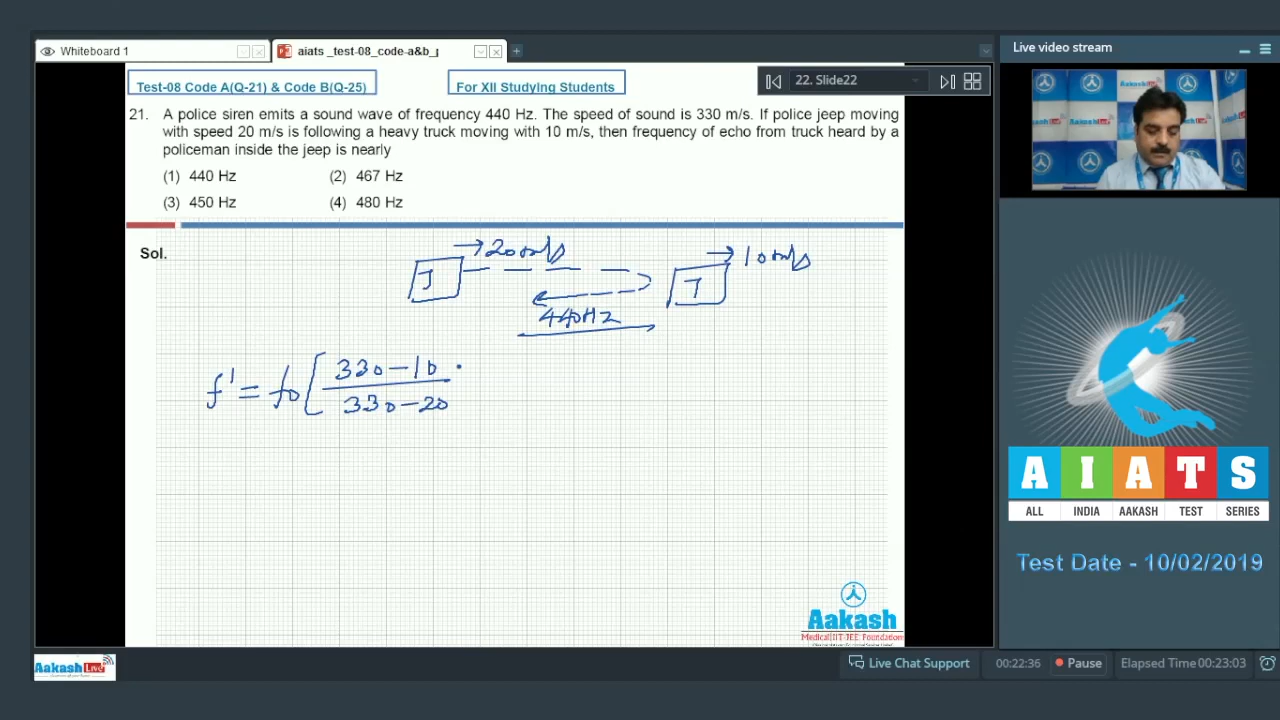 Whiteboard 1
aiats _test-08_code-a&b_
Live video stream
Test-08 Code A(Q-21) & Code B(Q-25)
For XII Studying Students
22. Slide22
21. A police siren emits a sound wave of frequency 440 Hz. The speed of sound is 330 m/s. If police jeep moving
with speed 20 m/s is following a heavy truck moving with 10 m/s, then frequency of echo from truck heard by a
policeman inside the jeep is nearly
(1) 440 Hz (2) 467 Hz
(3) 450 Hz (4) 480 Hz
Sol.
→20m/s
→10m/s
J
T
440Hz
f' = f0 [ 330-10
330-20
A I A T S
ALL INDIA AAKASH TEST SERIES
Test Date - 10/02/2019
Aakash
Medical|IIT-JEE|Foundations
Aakash Live
Live Chat Support
00:22:36
Pause
Elapsed Time 00:23:03